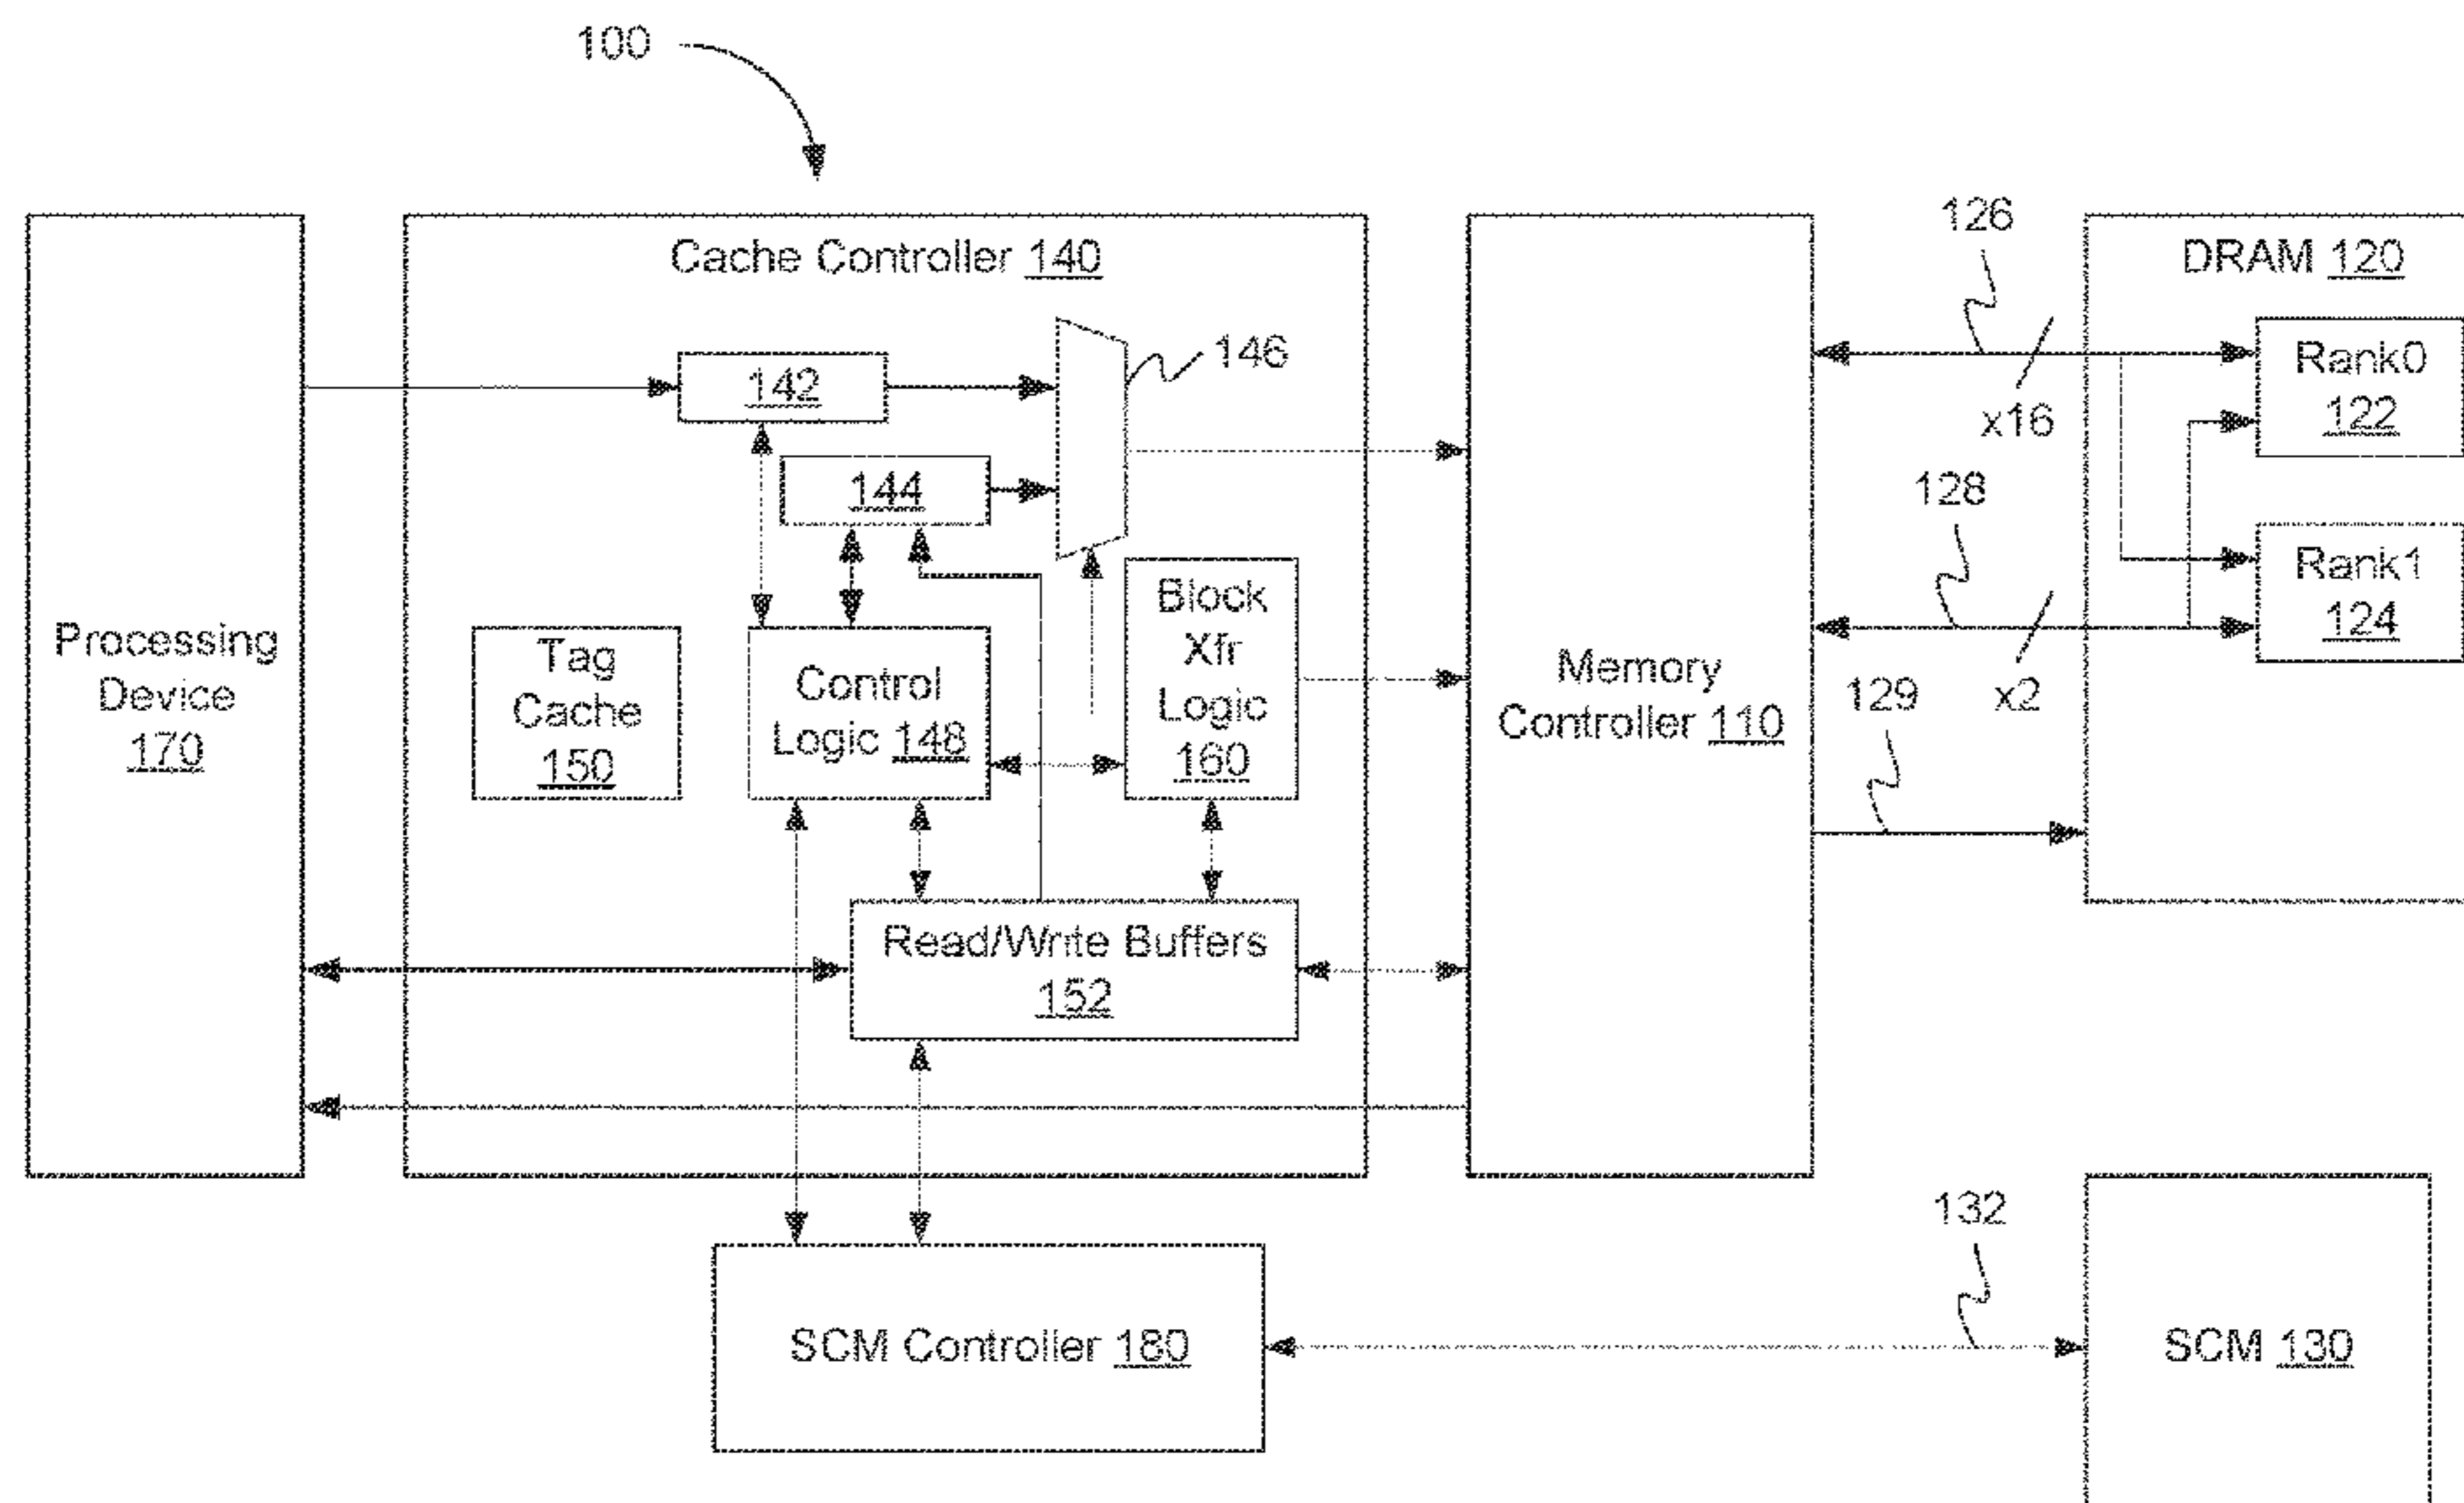 100
Cache Controller 140
126
DRAM 120
146
142
Rank0
122
x16
144
128
Block
Xfr
Logic
160
Rank1
124
Processing
Device
170
Tag
Cache
150
Control
Logic 148
Memory
Controller 110
129
x2
Read/Write Buffers
152
132
SCM Controller 180
SCM 130